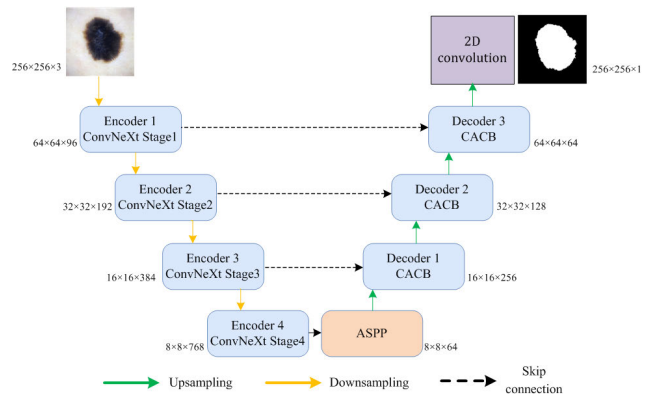 2D
convolution
256×256×3
256×256×1
Encoder 1
ConvNeXt Stage1
Decoder 3
CACB
64×64×96
64×64×64
Encoder 2
ConvNeXt Stage2
Decoder 2
CACB
32×32×192
32×32×128
Encoder 3
ConvNeXt Stage3
Decoder 1
CACB
16×16×384
16×16×256
Encoder 4
ConvNeXt Stage4
ASPP
8×8×768
8×8×64
Upsampling
Downsampling
Skip
connection